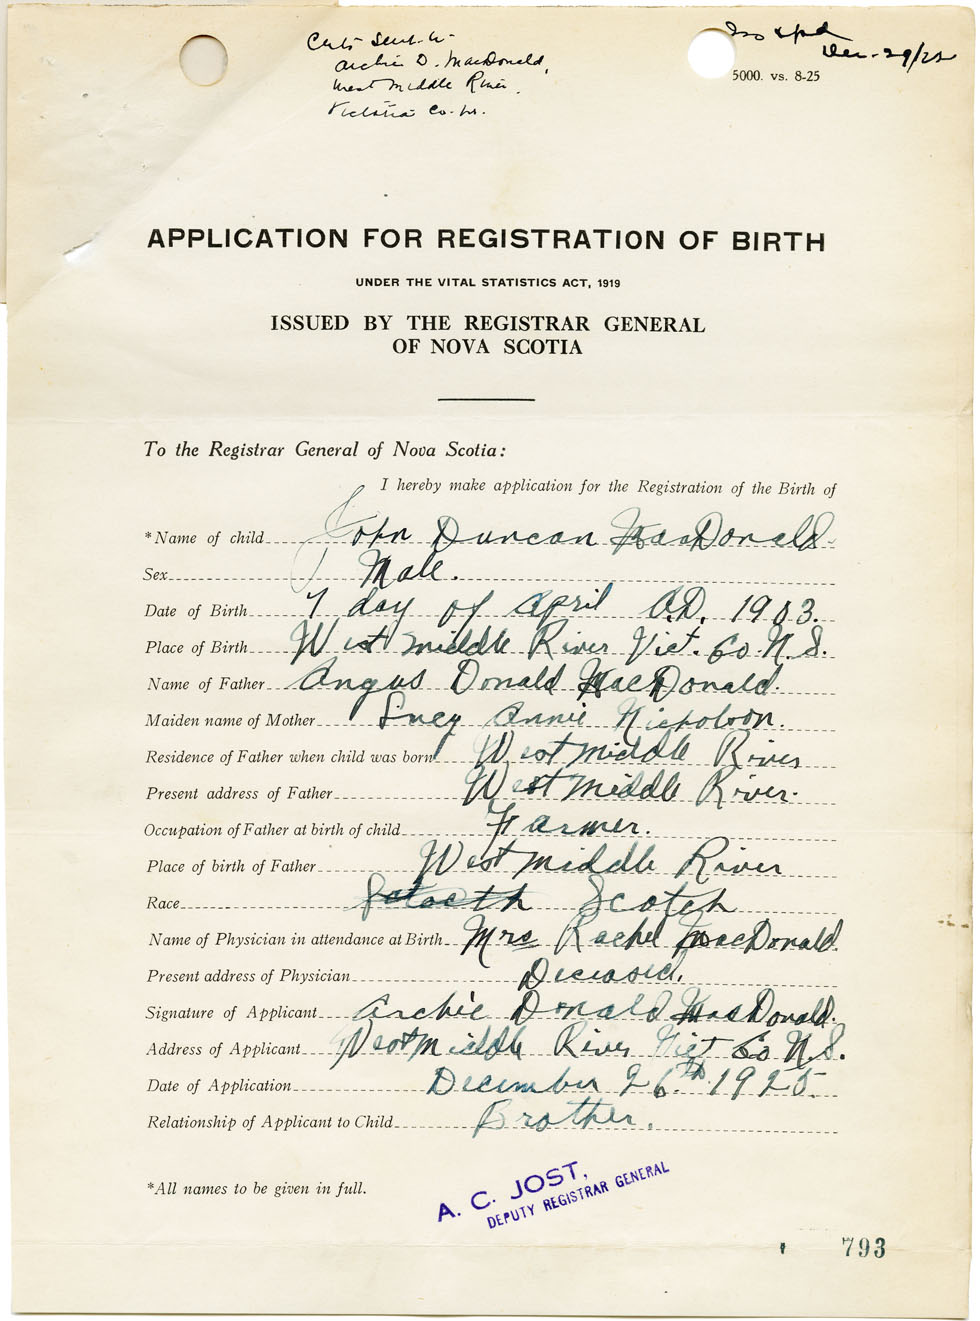 Certs Sent to
Archie D. MacDonald,
West Middle River,
Victoria Co. NS.
Dec-29/25
5000. vs. 8-25
APPLICATION FOR REGISTRATION OF BIRTH
UNDER THE VITAL STATISTICS ACT, 1919
ISSUED BY THE REGISTRAR GENERAL
OF NOVA SCOTIA
To the Registrar General of Nova Scotia:
I hereby make application for the Registration of the Birth of
*Name of child John Duncan MacDonald
Sex Male.
Date of Birth 7 day of April A.D. 1903.
Place of Birth West middle River Vict. Co. N.S.
Name of Father Angus Donald MacDonald.
Maiden name of Mother Lucy Annie Nicholson.
Residence of Father when child was born West middle River
Present address of Father West middle River.
Occupation of Father at birth of child Farmer.
Place of birth of Father West middle River
Race Scotch
Name of Physician in attendance at Birth Mrs Rachel MacDonald.
Present address of Physician Deceased.
Signature of Applicant Archie Donald MacDonald.
Address of Applicant West middle River Vict Co N.S.
Date of Application December 26th 1925.
Relationship of Applicant to Child Brother.
*All names to be given in full.
A. C. JOST,
DEPUTY REGISTRAR GENERAL
793